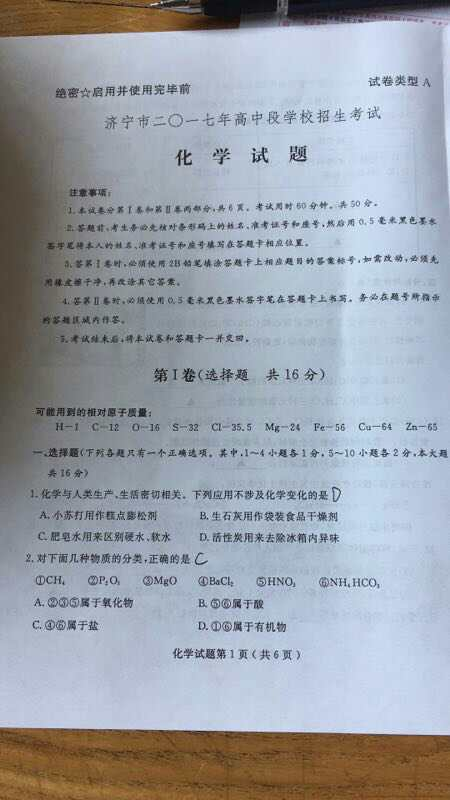 绝密☆启用并使用完毕前
试卷类型 A
济宁市二〇一七年高中段学校招生考试
化 学 试 题
注意事项:
1.本试卷分第Ⅰ卷和第Ⅱ卷两部分,共6页。考试用时60分钟。共50分。
2.答题前,考生务必先核对条形码上的姓名、准考证号和座号,然后用0.5毫米黑色墨水
签字笔将本人的姓名、准考证号和座号填写在答题卡相应位置。
3.答第Ⅰ卷时,必须使用2B铅笔填涂答题卡上相应题目的答案标号,如需改动,必须先
用橡皮擦干净,再改涂其它答案。
4.答第Ⅱ卷时,必须使用0.5毫米黑色墨水签字笔在答题卡上书写。务必在题号所指示
的答题区域内作答。
5.考试结束后,将本试卷和答题卡一并交回。
第Ⅰ卷(选择题 共16分)
可能用到的相对原子质量:
H-1 C-12 O-16 S-32 Cl-35.5 Mg-24 Fe-56 Cu-64 Zn-65
一、选择题(下列各题只有一个正确选项。其中,1~4小题各1分,5~10小题各2分,本大题
共16分)
1.化学与人类生产、生活密切相关。下列应用不涉及化学变化的是 D
A.小苏打用作糕点膨松剂 B.生石灰用作袋装食品干燥剂
C.肥皂水用来区别硬水、软水 D.活性炭用来去除冰箱内异味
2.对下面几种物质的分类,正确的是 C
①CH₄ ②P₂O₅ ③MgO ④BaCl₂ ⑤HNO₃ ⑥NH₄HCO₃
A.②③⑤属于氧化物 B.⑤⑥属于酸
C.④⑥属于盐 D.①⑥属于有机物
化学试题第1页(共6页)